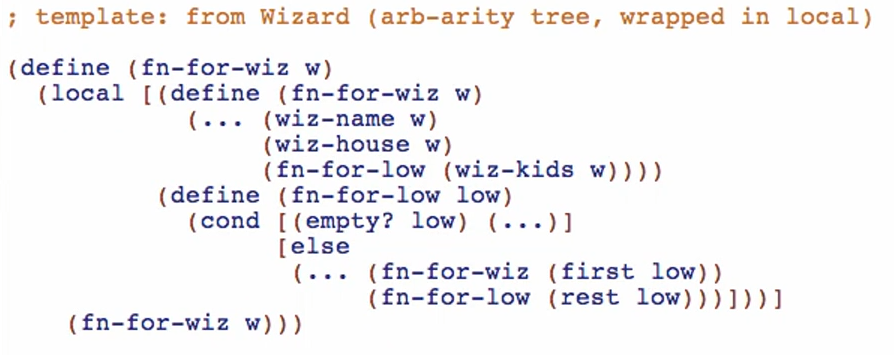 ; template: from Wizard (arb-arity tree, wrapped in local)
(define (fn-for-wiz w)
  (local [(define (fn-for-wiz w)
            (... (wiz-name w)
                 (wiz-house w)
                 (fn-for-low (wiz-kids w))))
          (define (fn-for-low low)
            (cond [(empty? low) (...)]
                  [else
                   (... (fn-for-wiz (first low))
                        (fn-for-low (rest low)))]))]
    (fn-for-wiz w)))